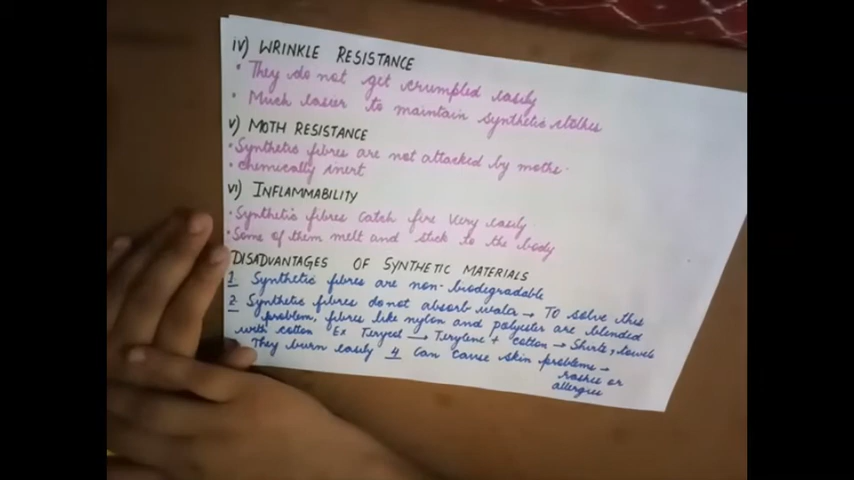 iv) WRINKLE RESISTANCE
• They do not get crumpled easily
• Much easier to maintain synthetic clothes
v) MOTH RESISTANCE
• Synthetic fibres are not attacked by moths.
• chemically inert
vi) INFLAMMABILITY
• Synthetic fibres catch fire very easily.
• Some of them melt and stick to the body
DISADVANTAGES OF SYNTHETIC MATERIALS
1. Synthetic fibres are non-biodegradable
2. Synthetic fibres do not absorb water → To solve this
problem, fibres like nylon and polyester are blended
with cotton Ex → Terylene + cotton → Shirts, towels
They burn easily 4 Can cause skin problems →
rashes or
allergies